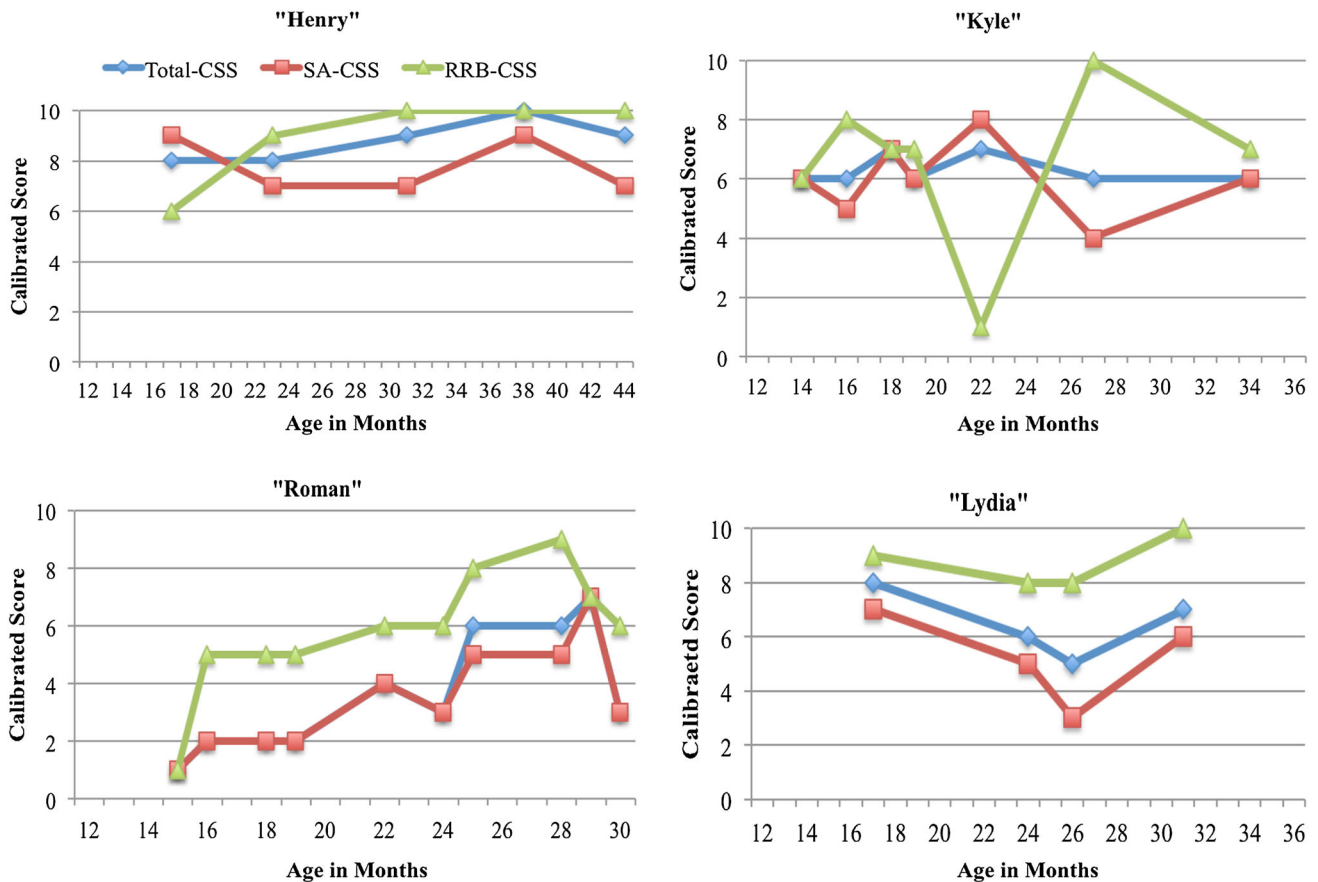 "Henry"
Total-CSS SA-CSS RRB-CSS
10
8
6
4
2
0
Calibrated Score
12 14 16 18 20 22 24 26 28 30 32 34 36 38 40 42 44
Age in Months
"Kyle"
10
8
6
4
2
0
Calibrated Score
12 14 16 18 20 22 24 26 28 30 32 34 36
Age in Months
"Roman"
10
8
6
4
2
0
Calibrated Score
12 14 16 18 20 22 24 26 28 30
Age in Months
"Lydia"
10
8
6
4
2
0
Calibraetd Score
12 14 16 18 20 22 24 26 28 30 32 34 36
Age in Months